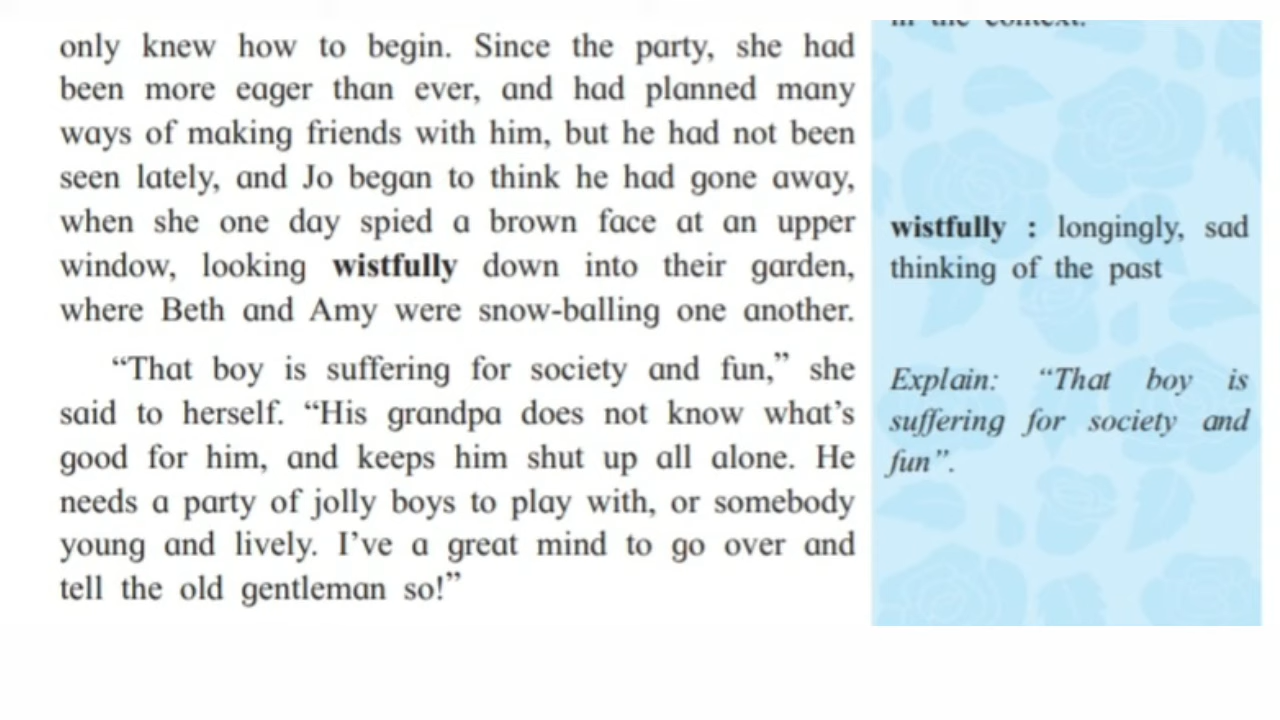 only knew how to begin. Since the party, she had
been more eager than ever, and had planned many
ways of making friends with him, but he had not been
seen lately, and Jo began to think he had gone away,
when she one day spied a brown face at an upper
window, looking wistfully down into their garden,
where Beth and Amy were snow-balling one another.
“That boy is suffering for society and fun,” she
said to herself. “His grandpa does not know what’s
good for him, and keeps him shut up all alone. He
needs a party of jolly boys to play with, or somebody
young and lively. I’ve a great mind to go over and
tell the old gentleman so!”
in the context.
wistfully : longingly, sad
thinking of the past
Explain: “That boy is
suffering for society and
fun”.